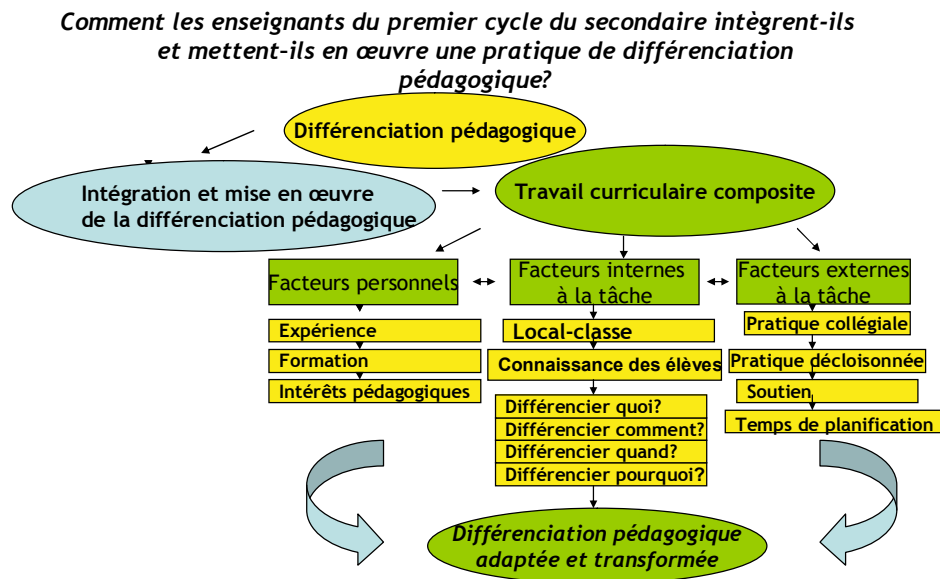 Comment les enseignants du premier cycle du secondaire intègrent-ils
et mettent-ils en œuvre une pratique de différenciation
pédagogique?
Différenciation pédagogique
Intégration et mise en œuvre
de la différenciation pédagogique
Travail curriculaire composite
Facteurs personnels
Expérience
Formation
Intérêts pédagogiques
Facteurs internes
à la tâche
Local-classe
Connaissance des élèves
Différencier quoi?
Différencier comment?
Différencier quand?
Différencier pourquoi?
Facteurs externes
à la tâche
Pratique collégiale
Pratique décloisonnée
Soutien
Temps de planification
Différenciation pédagogique
adaptée et transformée